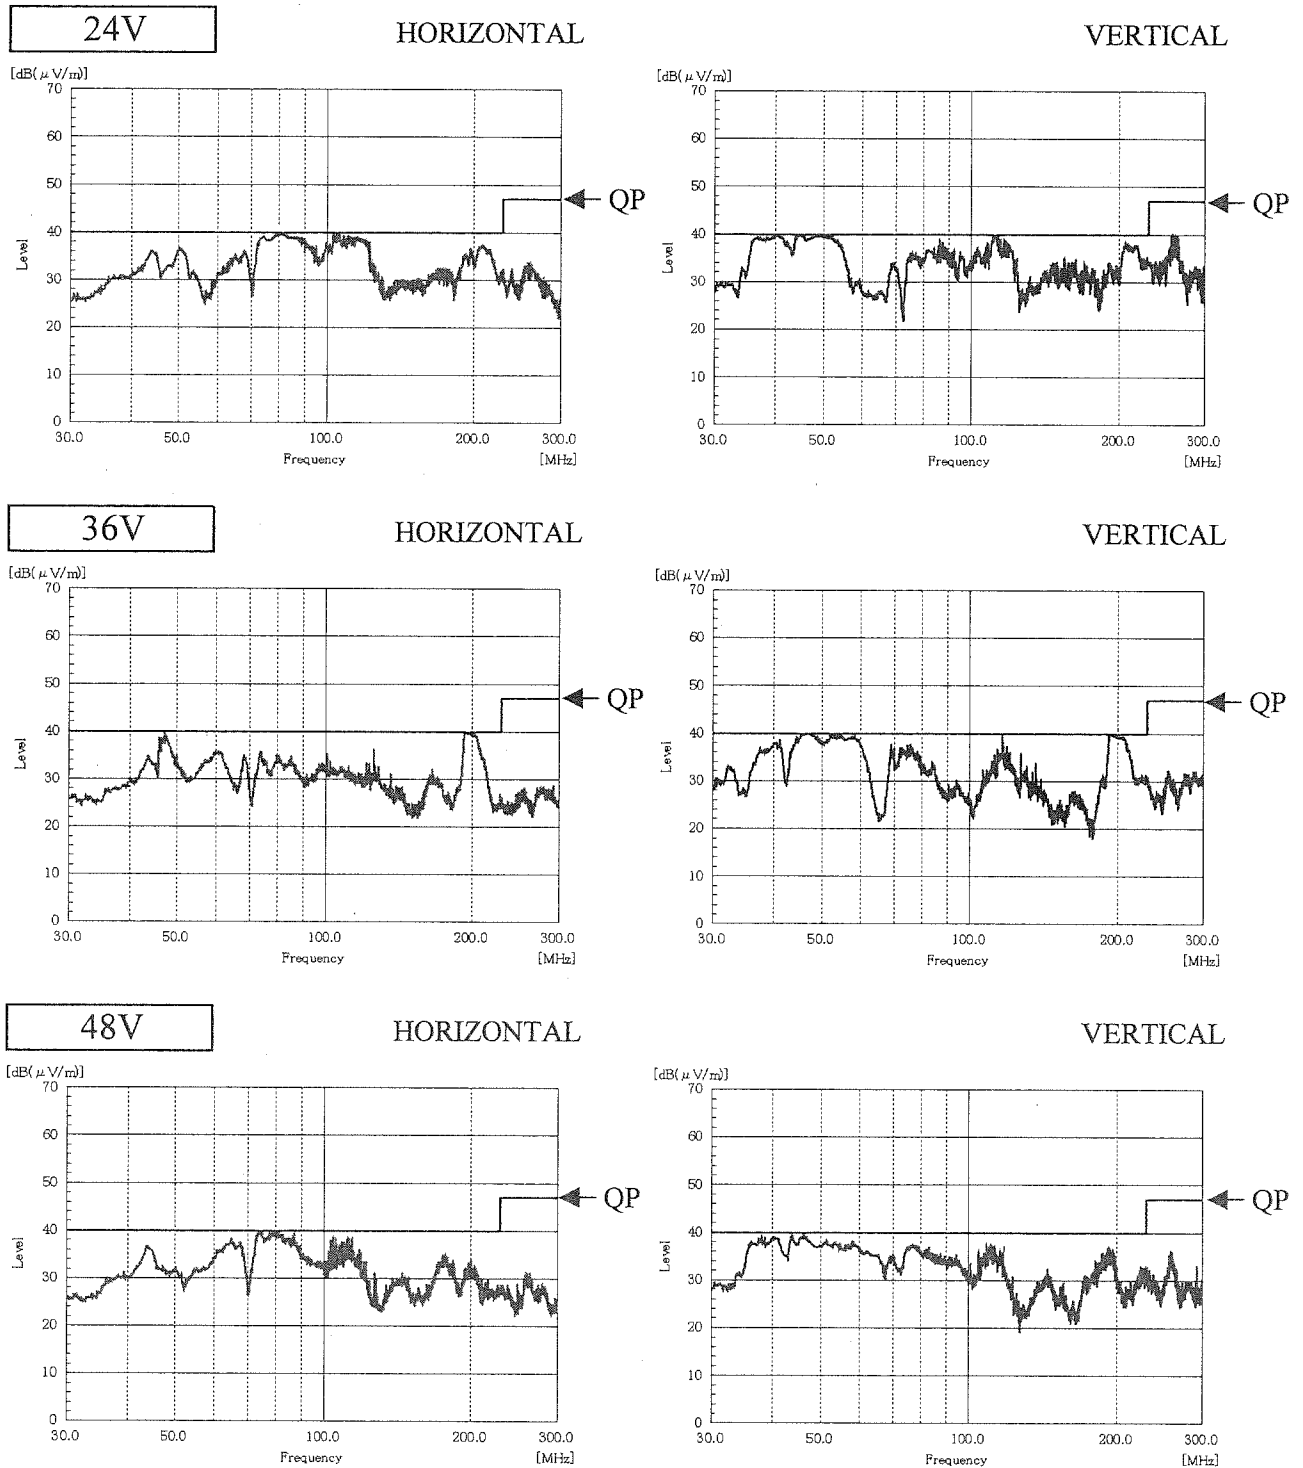 24V HORIZONTAL VERTICAL
[dB(μV/m)] [dB(μV/m)]
70 70
60 60
50 50
QP QP
40 40
Level Level
30 30
20 20
10 10
0 0
30.0 50.0 100.0 200.0 300.0 30.0 50.0 100.0 200.0 300.0
Frequency [MHz] Frequency [MHz]
36V HORIZONTAL VERTICAL
[dB(μV/m)] [dB(μV/m)]
70 70
60 60
50 50
QP QP
40 40
Level Level
30 30
20 20
10 10
0 0
30.0 50.0 100.0 200.0 300.0 30.0 50.0 100.0 200.0 300.0
Frequency [MHz] Frequency [MHz]
48V HORIZONTAL VERTICAL
[dB(μV/m)] [dB(μV/m)]
70 70
60 60
50 50
QP QP
40 40
Level Level
30 30
20 20
10 10
0 0
30.0 50.0 100.0 200.0 300.0 30.0 50.0 100.0 200.0 300.0
Frequency [MHz] Frequency [MHz]